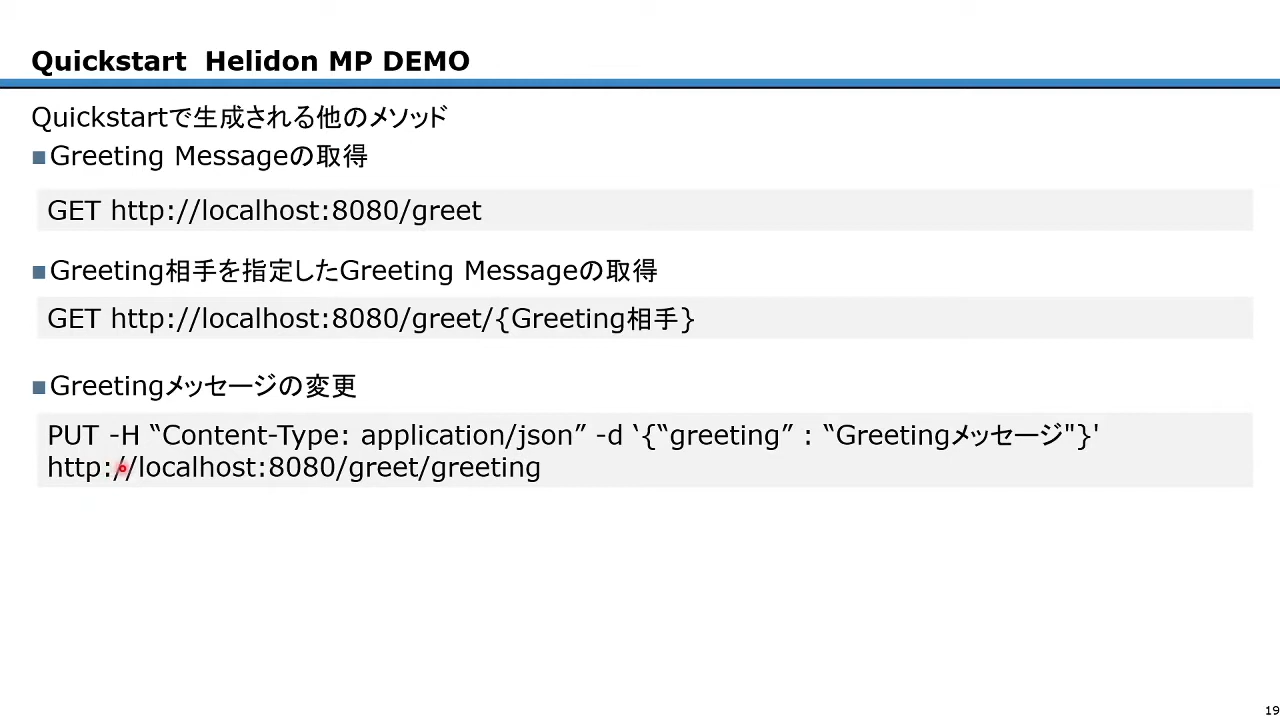 Quickstart  Helidon MP DEMO
Quickstartで生成される他のメソッド
■Greeting Messageの取得
GET http://localhost:8080/greet
■Greeting相手を指定したGreeting Messageの取得
GET http://localhost:8080/greet/{Greeting相手}
■Greetingメッセージの変更
PUT -H “Content-Type: application/json” -d ‘{“greeting” : “Greetingメッセージ"}'
http://localhost:8080/greet/greeting
19